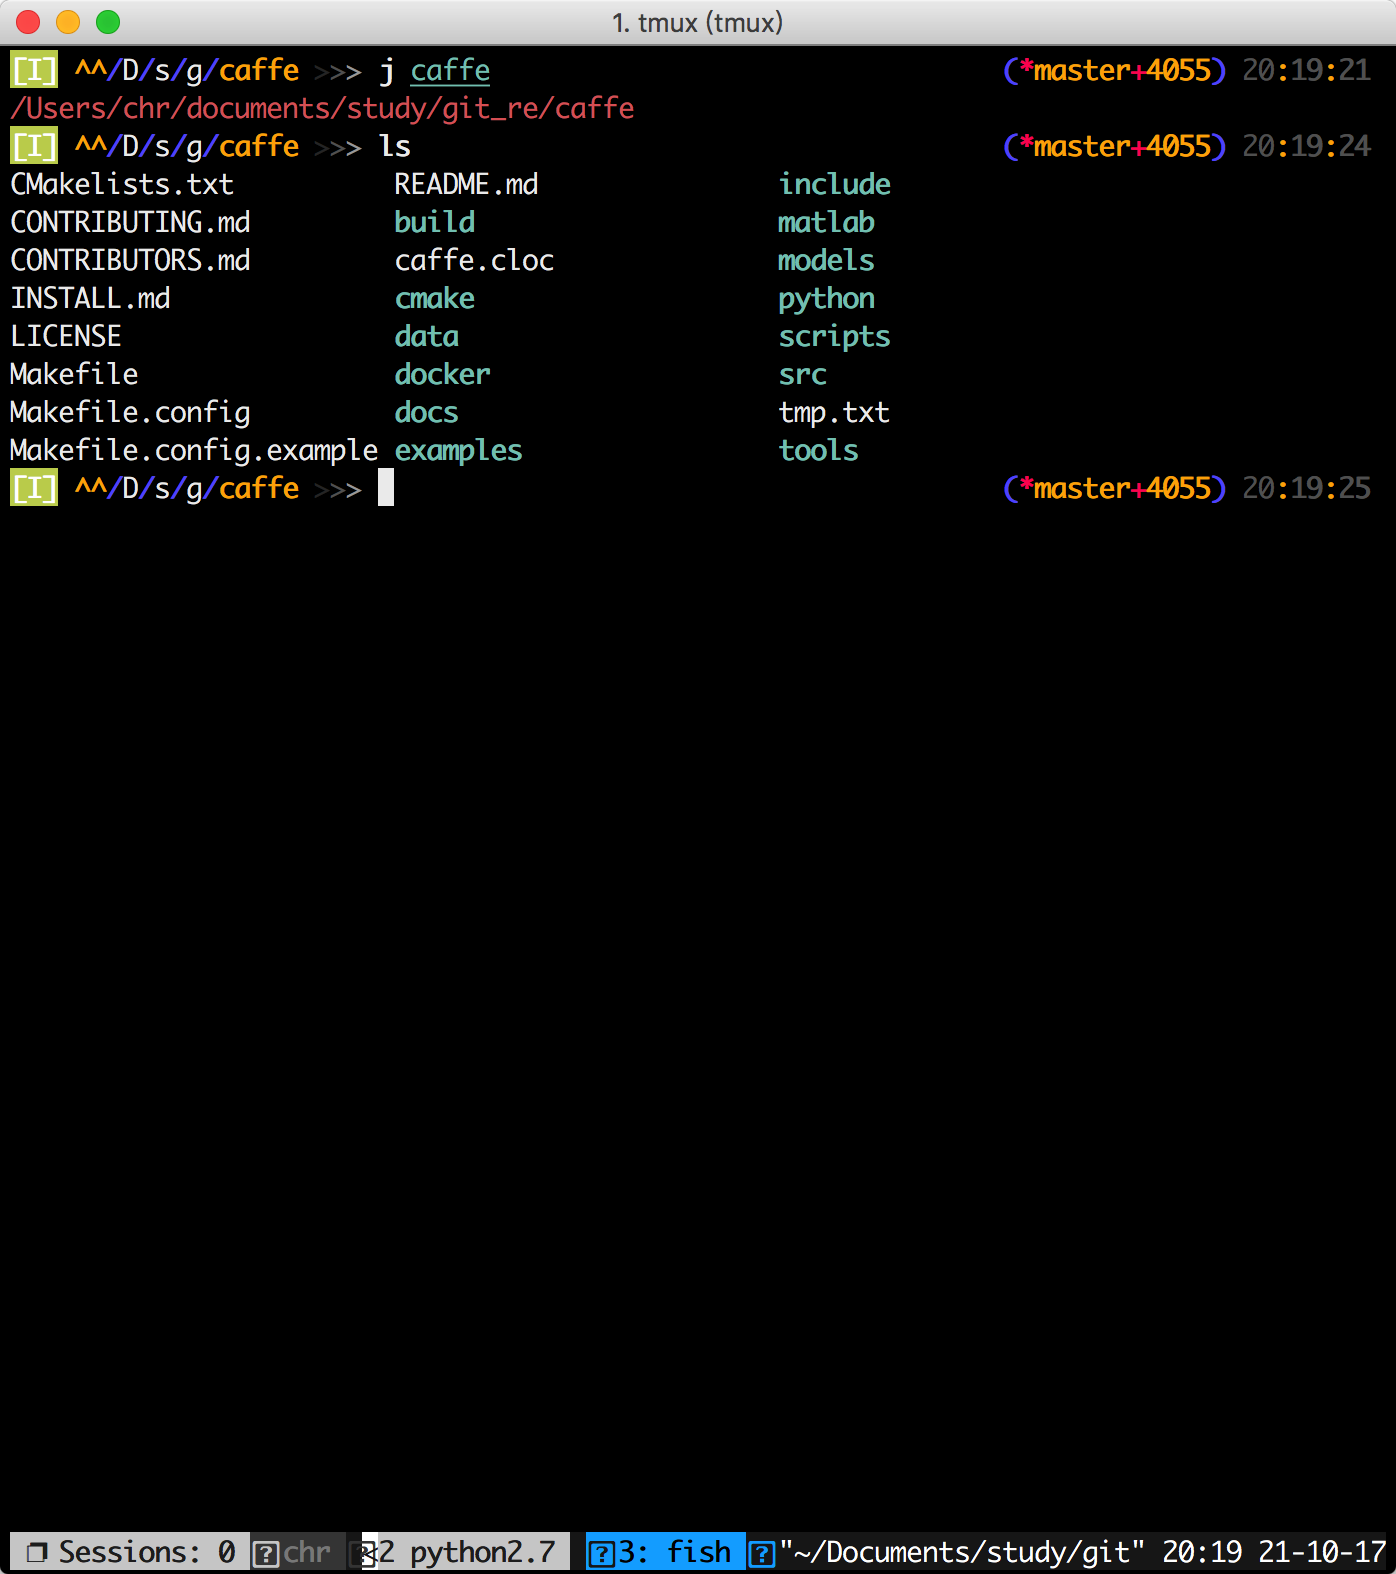 1. tmux (tmux)
[I] ^^/D/s/g/caffe >>> j caffe (*master+4055) 20:19:21
/Users/chr/documents/study/git_re/caffe
[I] ^^/D/s/g/caffe >>> ls (*master+4055) 20:19:24
CMakelists.txt README.md include
CONTRIBUTING.md build matlab
CONTRIBUTORS.md caffe.cloc models
INSTALL.md cmake python
LICENSE data scripts
Makefile docker src
Makefile.config docs tmp.txt
Makefile.config.example examples tools
[I] ^^/D/s/g/caffe >>> (*master+4055) 20:19:25
❐ Sessions: 0 ?chr ?<2 python2.7 ?3: fish ?"~/Documents/study/git" 20:19 21-10-17